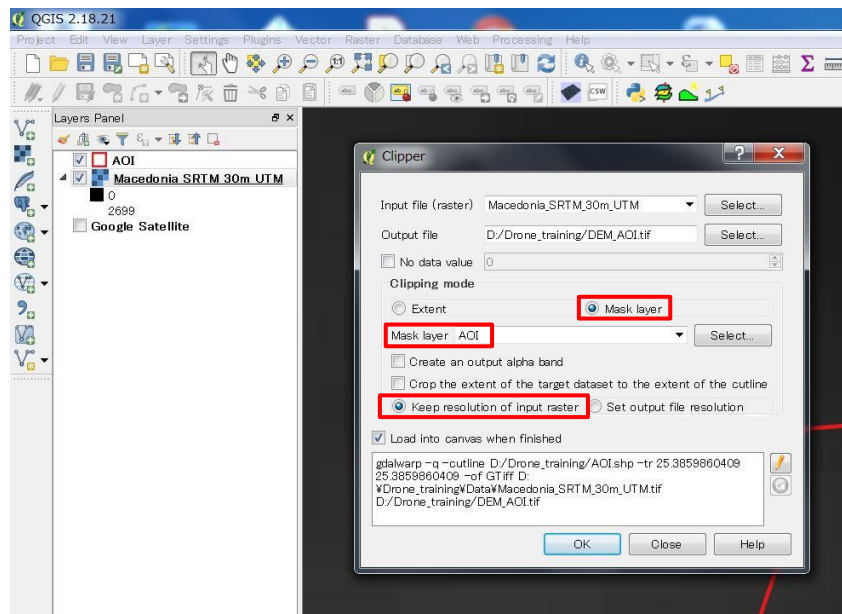 QGIS 2.18.21
Project Edit View Layer Settings Plugins Vector Raster Database Web Processing Help
abc
CSW
Layers Panel
AOI
Macedonia SRTM 30m UTM
0
2699
Google Satellite
Clipper
Input file (raster) Macedonia_SRTM_30m_UTM Select...
Output file D:/Drone_training/DEM_AOI.tif Select...
No data value 0
Clipping mode
Extent Mask layer
Mask layer AOI Select...
Create an output alpha band
Crop the extent of the target dataset to the extent of the cutline
Keep resolution of input raster Set output file resolution
Load into canvas when finished
gdalwarp -q -cutline D:/Drone_training/AOI.shp -tr 25.3859860409
25.3859860409 -of GTiff D:
¥Drone_training¥Data¥Macedonia_SRTM_30m_UTM.tif
D:/Drone_training/DEM_AOI.tif
OK Close Help